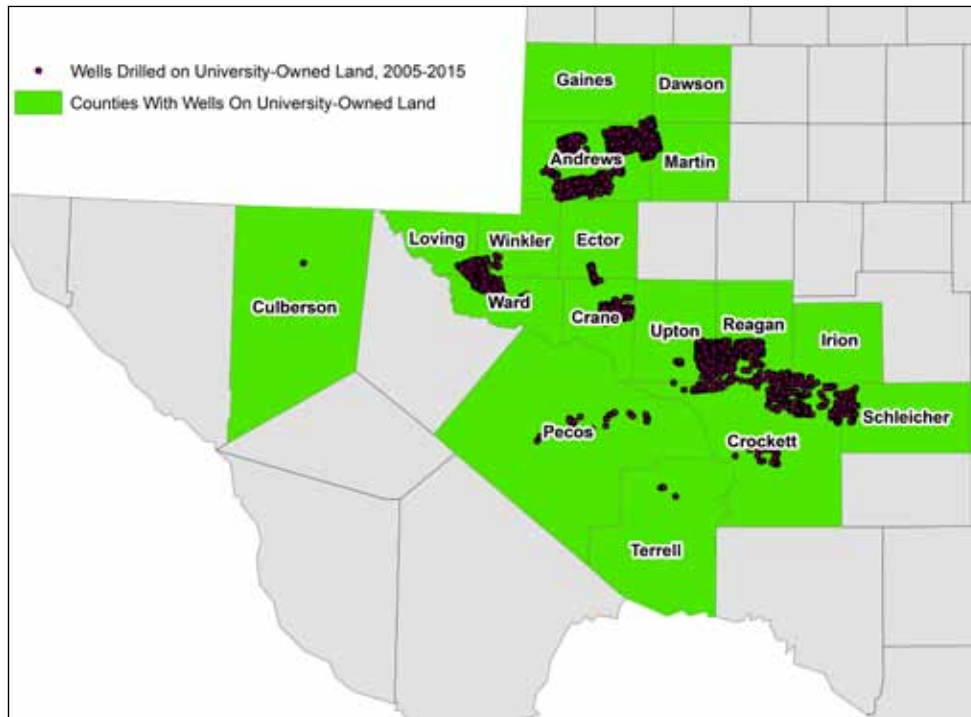 Wells Drilled on University-Owned Land, 2005-2015
Counties With Wells On University-Owned Land
Gaines
Dawson
Andrews
Martin
Loving
Winkler
Ector
Culberson
Ward
Crane
Upton
Reagan
Irion
Schleicher
Pecos
Crockett
Terrell